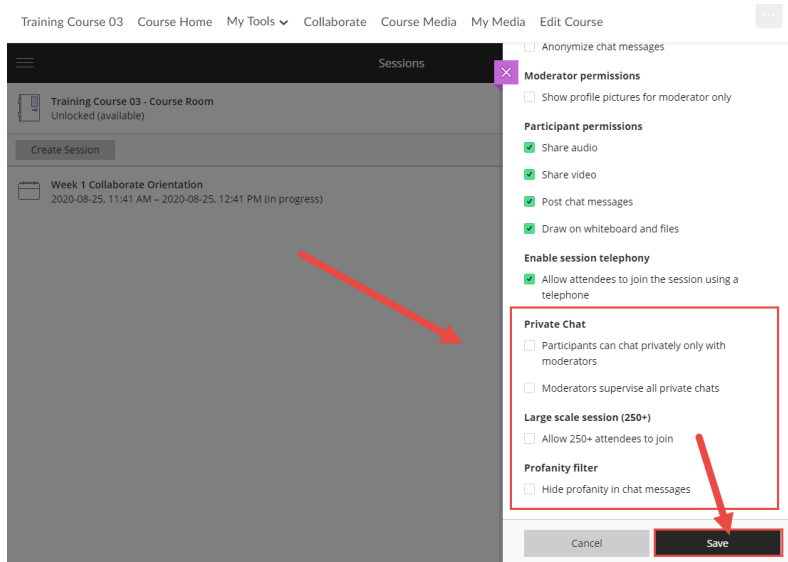 Training Course 03 Course Home My Tools Collaborate Course Media My Media Edit Course
Sessions
Training Course 03 - Course Room
Unlocked (available)
Create Session
Week 1 Collaborate Orientation
2020-08-25, 11:41 AM – 2020-08-25, 12:41 PM (in progress)
Anonymize chat messages
Moderator permissions
Show profile pictures for moderator only
Participant permissions
Share audio
Share video
Post chat messages
Draw on whiteboard and files
Enable session telephony
Allow attendees to join the session using a
telephone
Private Chat
Participants can chat privately only with
moderators
Moderators supervise all private chats
Large scale session (250+)
Allow 250+ attendees to join
Profanity filter
Hide profanity in chat messages
Cancel Save